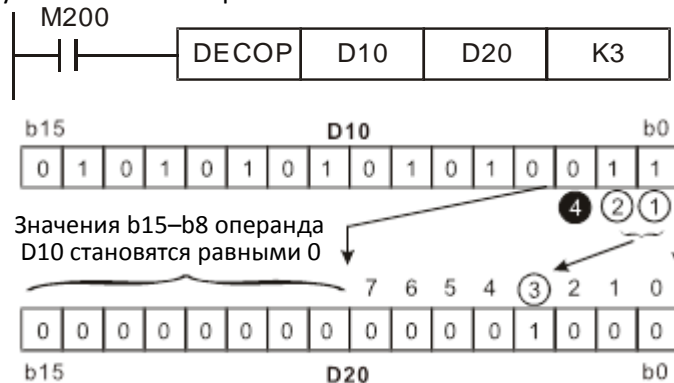 M200
DECOP D10 D20 K3
b15 D10 b0
0 1 0 1 0 1 0 1 0 1 0 1 0 0 1 1
4 2 1
Значения b15–b8 операнда
D10 становятся равными 0
7 6 5 4 3 2 1 0
0 0 0 0 0 0 0 0 0 0 0 0 1 0 0 0
b15 D20 b0